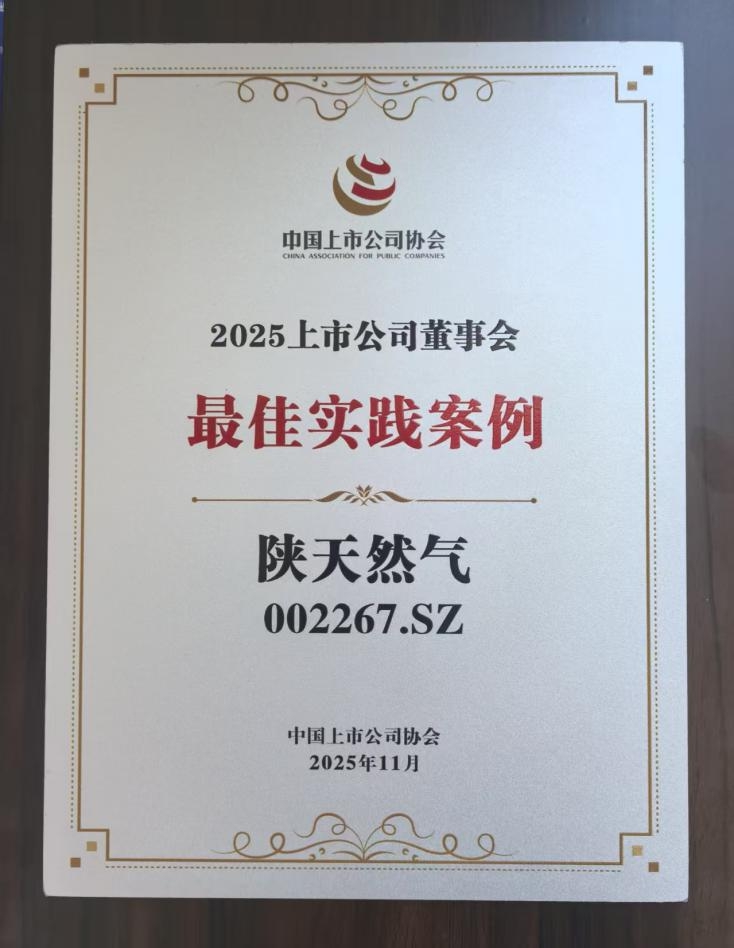 中国上市公司协会
CHINA ASSOCIATION FOR PUBLIC COMPANIES
2025上市公司董事会
最佳实践案例
陕天然气
002267.SZ
中国上市公司协会
2025年11月